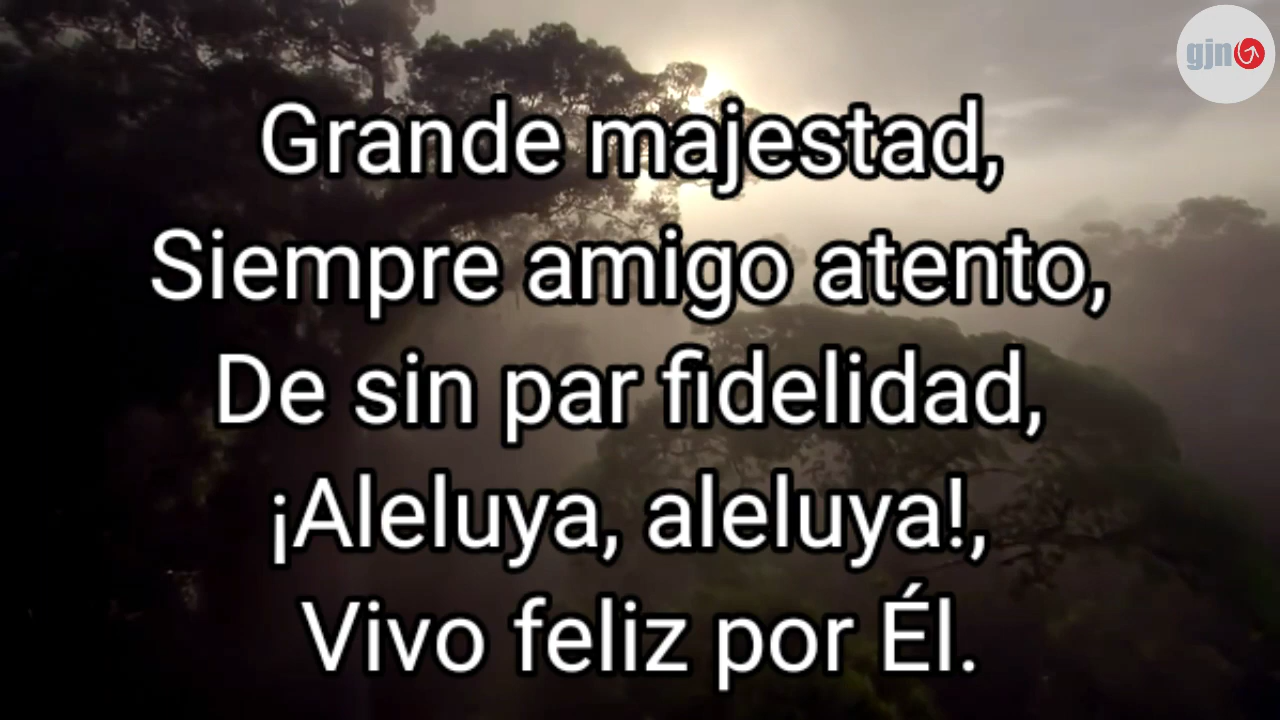 gjn
Grande majestad,
Siempre amigo atento,
De sin par fidelidad,
¡Aleluya, aleluya!,
Vivo feliz por Él.